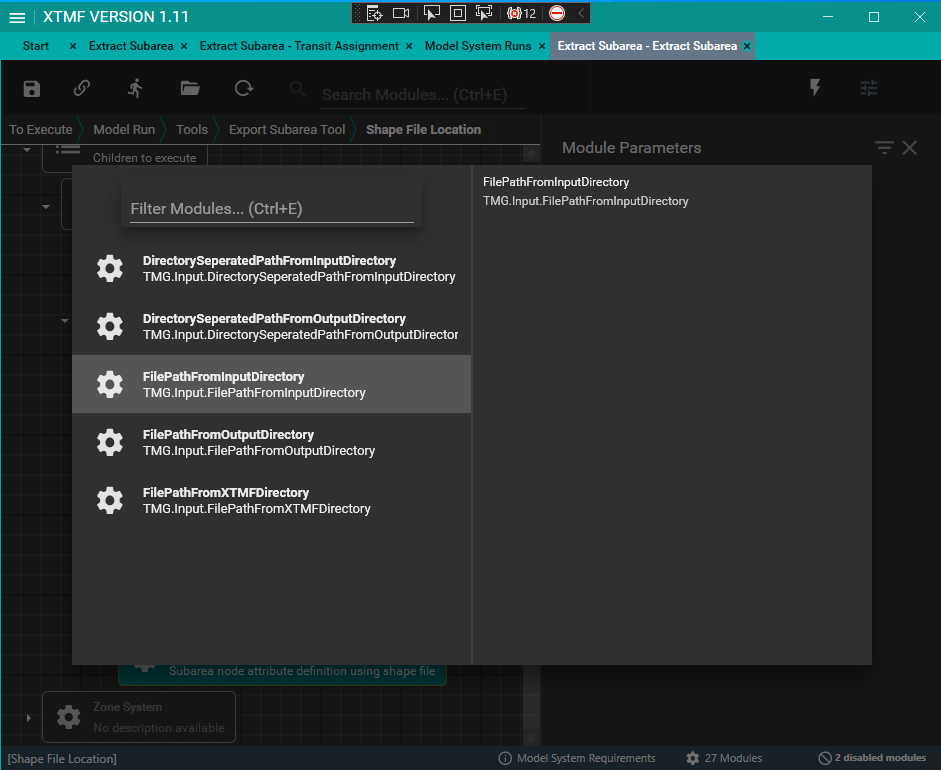 XTMF VERSION 1.11
12
Start × Extract Subarea × Extract Subarea - Transit Assignment × Model System Runs × Extract Subarea - Extract Subarea ×
Search Modules... (Ctrl+E)
To Execute Model Run Tools Export Subarea Tool Shape File Location
Module Parameters
Children to execute
Filter Modules... (Ctrl+E)
DirectorySeperatedPathFromInputDirectory
TMG.Input.DirectorySeperatedPathFromInputDirectory
DirectorySeperatedPathFromOutputDirectory
TMG.Input.DirectorySeperatedPathFromOutputDirector
FilePathFromInputDirectory
TMG.Input.FilePathFromInputDirectory
FilePathFromOutputDirectory
TMG.Input.FilePathFromOutputDirectory
FilePathFromXTMFDirectory
TMG.Input.FilePathFromXTMFDirectory
FilePathFromInputDirectory
TMG.Input.FilePathFromInputDirectory
Subarea node attribute definition using shape file
Zone System
No description available
[Shape File Location]
Model System Requirements
27 Modules
2 disabled modules